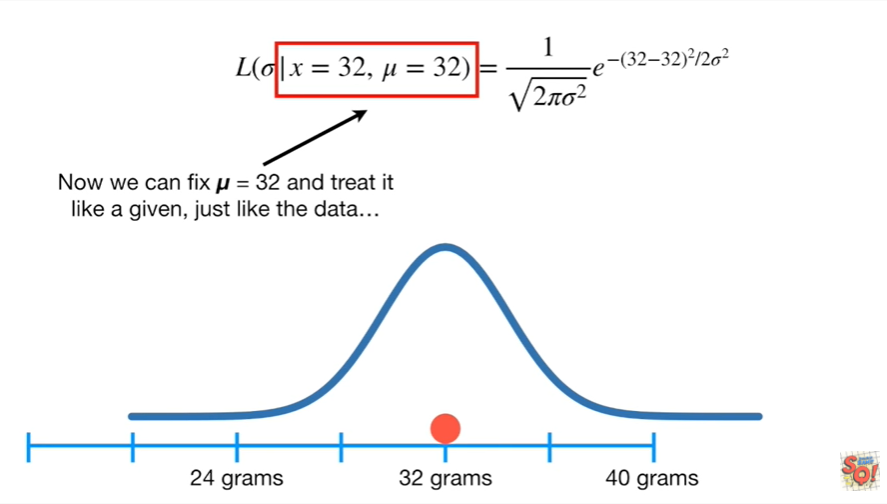 L(σ|x = 32, μ = 32) = 1/√2πσ² e^−(32−32)²/2σ²
Now we can fix μ = 32 and treat it
like a given, just like the data…
24 grams 32 grams 40 grams